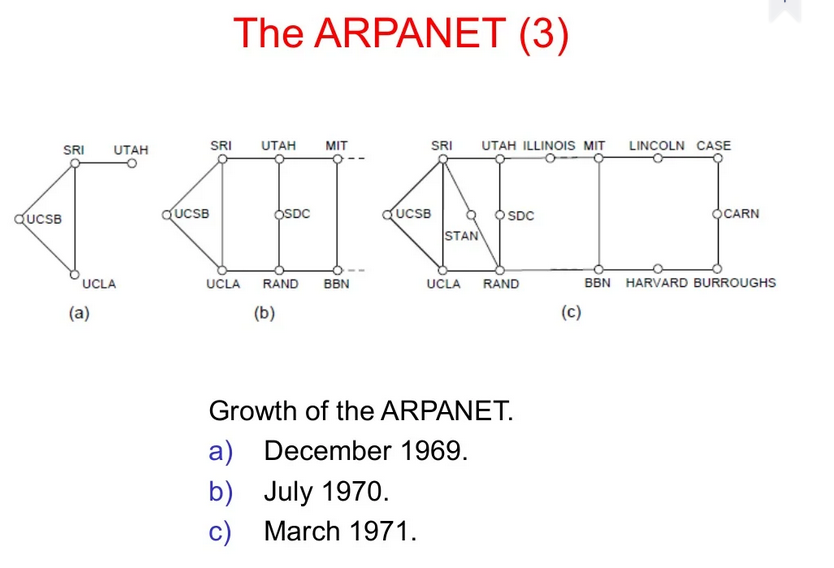 The ARPANET (3)
SRI UTAH
UCSB
UCLA
(a)
SRI UTAH MIT
UCSB SDC
UCLA RAND BBN
(b)
SRI UTAH ILLINOIS MIT LINCOLN CASE
UCSB SDC CARN
STAN
UCLA RAND BBN HARVARD BURROUGHS
(c)
Growth of the ARPANET.
a) December 1969.
b) July 1970.
c) March 1971.